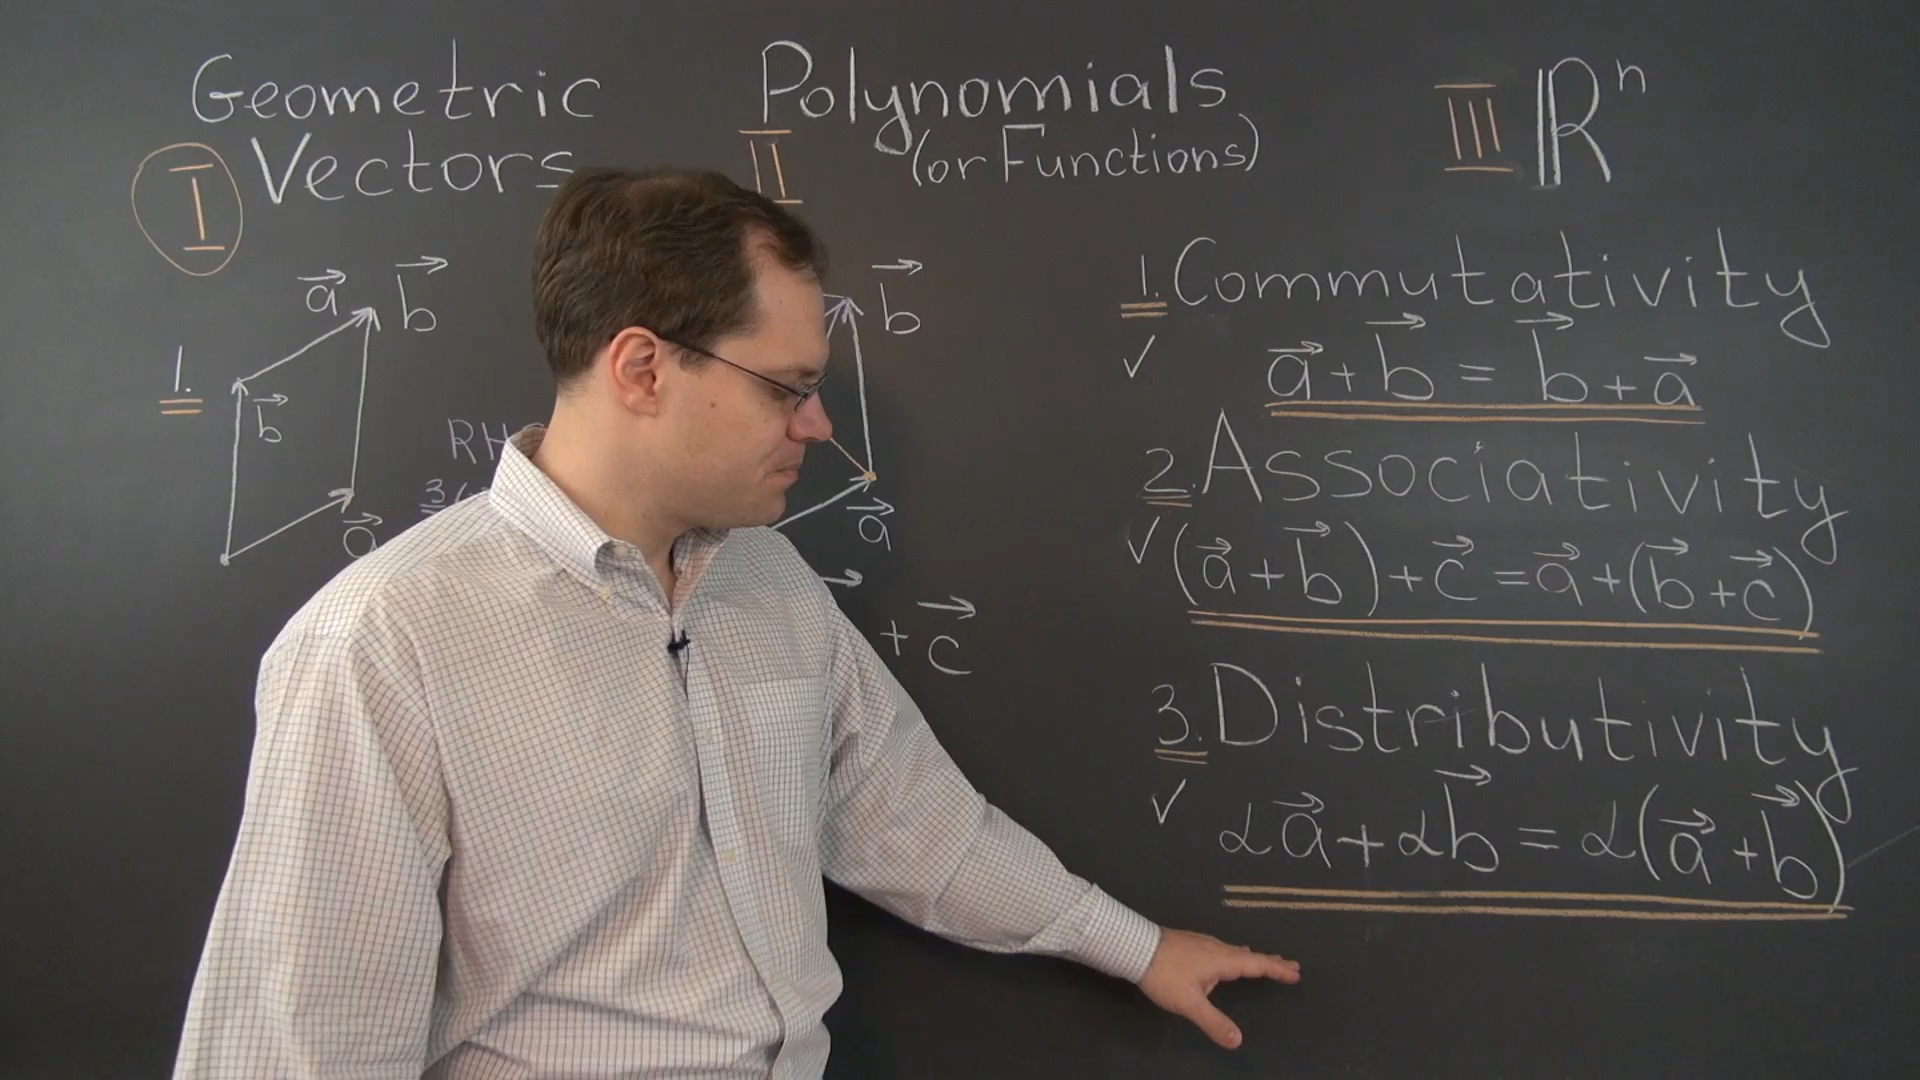 Geometric
I Vectors
Polynomials
II (or Functions)
III ℝⁿ
1.
a⃗ b⃗
b⃗
a⃗
b⃗
a⃗
+ c⃗
1. Commutativity
✓ a⃗ + b⃗ = b⃗ + a⃗
2. Associativity
✓ (a⃗ + b⃗) + c⃗ = a⃗ + (b⃗ + c⃗)
3. Distributivity
✓ αa⃗ + αb⃗ = α(a⃗ + b⃗)